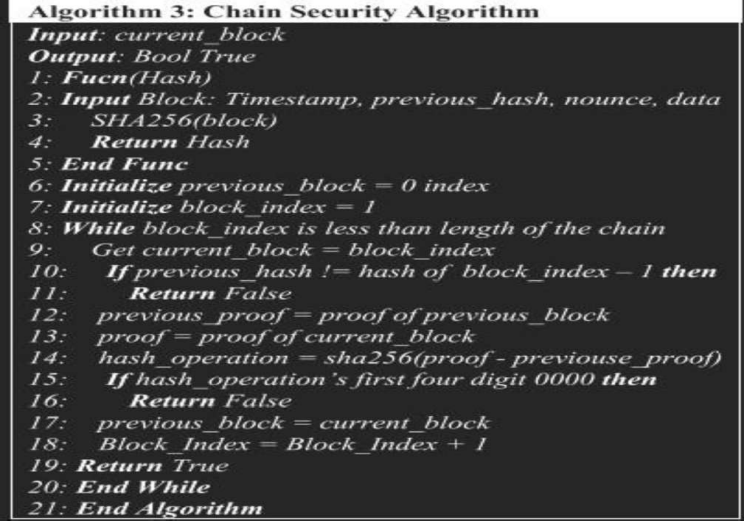 Algorithm 3: Chain Security Algorithm
Input: current_block
Output: Bool True
1: Fucn(Hash)
2: Input Block: Timestamp, previous_hash, nounce, data
3: SHA256(block)
4: Return Hash
5: End Func
6: Initialize previous_block = 0 index
7: Initialize block_index = 1
8: While block_index is less than length of the chain
9: Get current_block = block_index
10: If previous_hash != hash of block_index – 1 then
11: Return False
12: previous_proof = proof of previous_block
13: proof = proof of current_block
14: hash_operation = sha256(proof - previouse_proof)
15: If hash_operation's first four digit 0000 then
16: Return False
17: previous_block = current_block
18: Block_Index = Block_Index + 1
19: Return True
20: End While
21: End Algorithm